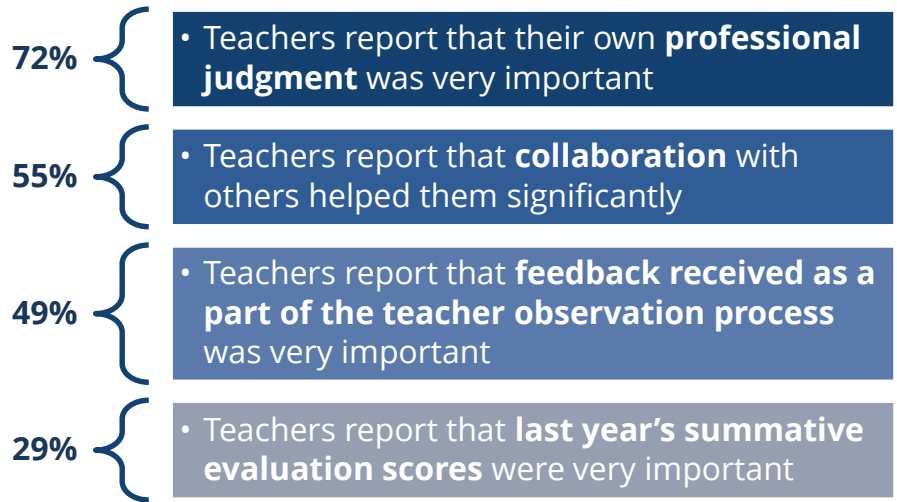 72%
• Teachers report that their own professional
judgment was very important
55%
• Teachers report that collaboration with
others helped them significantly
49%
• Teachers report that feedback received as a
part of the teacher observation process
was very important
29%
• Teachers report that last year’s summative
evaluation scores were very important